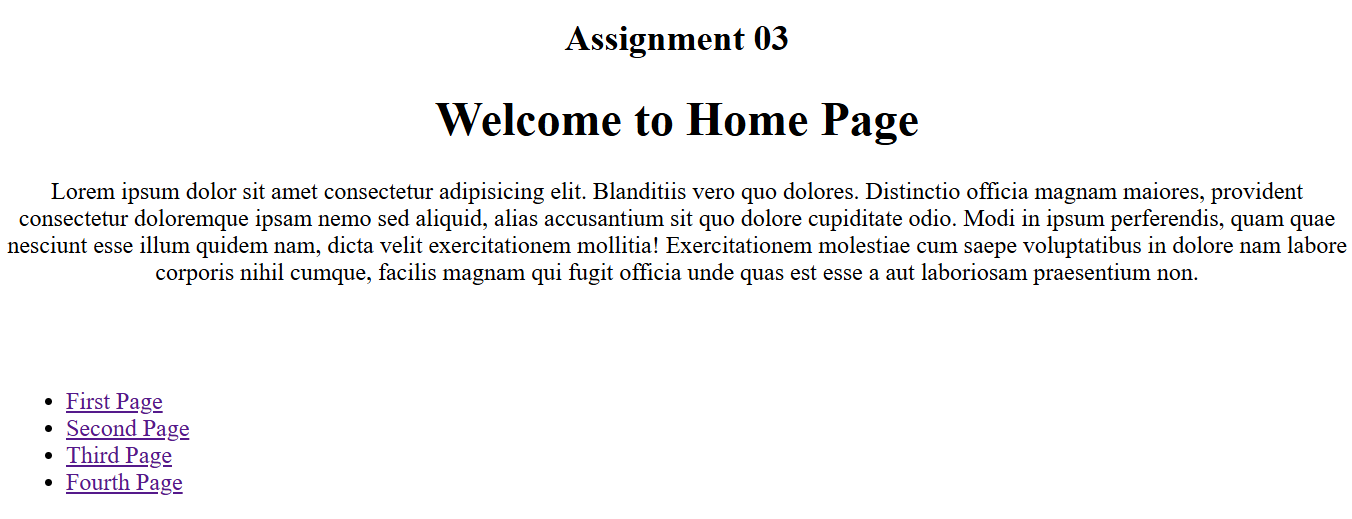 Assignment 03
Welcome to Home Page
Lorem ipsum dolor sit amet consectetur adipisicing elit. Blanditiis vero quo dolores. Distinctio officia magnam maiores, provident
consectetur doloremque ipsam nemo sed aliquid, alias accusantium sit quo dolore cupiditate odio. Modi in ipsum perferendis, quam quae
nesciunt esse illum quidem nam, dicta velit exercitationem mollitia! Exercitationem molestiae cum saepe voluptatibus in dolore nam labore
corporis nihil cumque, facilis magnam qui fugit officia unde quas est esse a aut laboriosam praesentium non.
First Page
Second Page
Third Page
Fourth Page